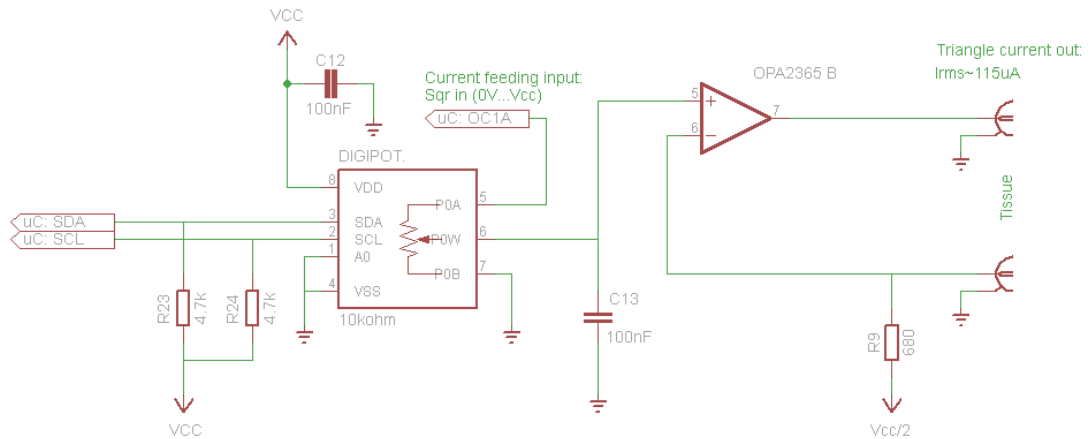 VCC
C12
100nF
Current feeding input:
Sqr in (0V...Vcc)
uC: OC1A
OPA2365 B
Triangle current out:
Irms~115uA
5
+
7
6
−
DIGIPOT.
8
VDD
P0A
5
uC: SDA
3
SDA
uC: SCL
2
SCL
P0W
6
1
A0
P0B
7
4
VSS
10kohm
Tissue
R23
4.7k
R24
4.7k
C13
100nF
R9
680
VCC
Vcc/2